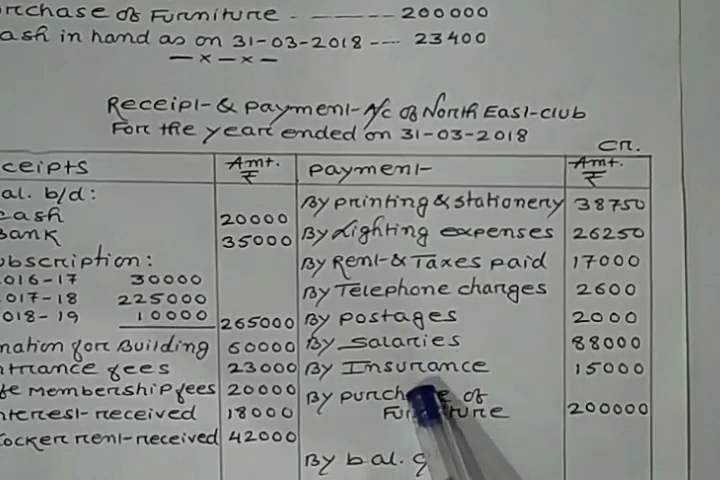 rchase of Furniture. ------ 200000
ash in hand as on 31-03-2018 ---- 23400
-x-x-
Receipt & payment A/c of North East club
For the year ended on 31-03-2018
Cr.
ceipts Amt. ₹ payment Amt. ₹
al. b/d:
By printing & stationery 38750
cash 20000
Bank 35000 By Lighting expenses 26250
ubscription: By Rent & Taxes paid 17000
016-17 30000
017-18 225000 By Telephone charges 2600
018-19 10000 265000 By postages 2000
nation for Building 60000 By Salaries 88000
ntrance fees 23000 By Insurance 15000
fe Membership fees 20000 By purchase of
nterest received 18000 Furniture 200000
ocker rent received 42000
By bal.